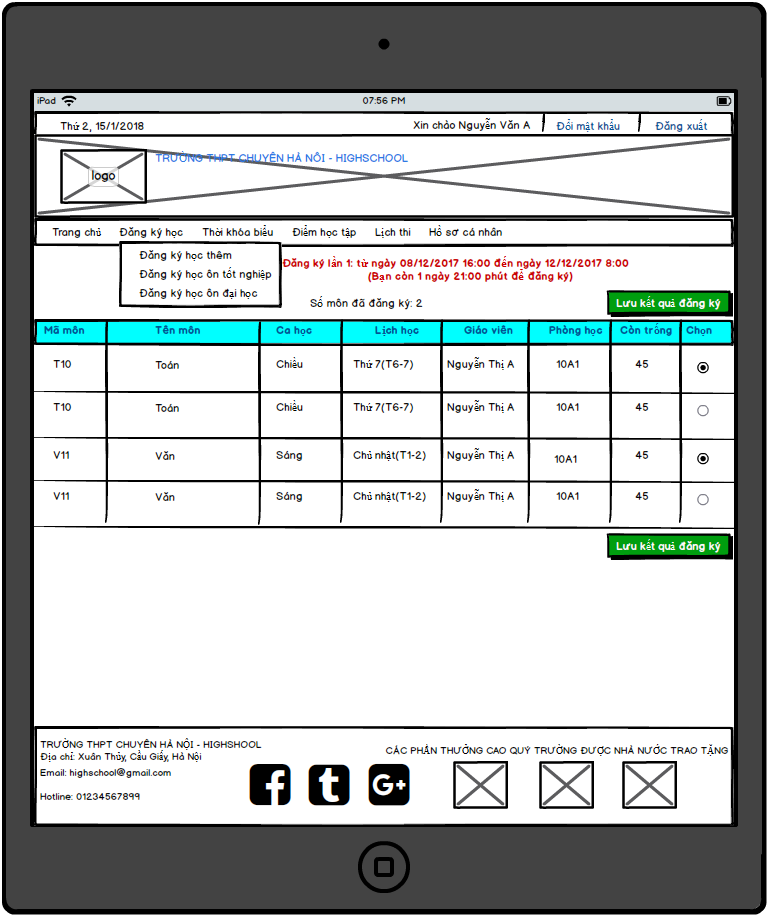 iPad 07:56 PM
Thứ 2, 15/1/2018 Xin chào Nguyễn Văn A Đổi mật khẩu Đăng xuất
TRƯỜNG THPT CHUYÊN HÀ NỘI - HIGHSCHOOL
logo
Trang chủ Đăng ký học Thời khóa biểu Điểm học tập Lịch thi Hồ sơ cá nhân
Đăng ký học thêm
Đăng ký học ôn tốt nghiệp
Đăng ký học ôn đại học
Đăng ký lần 1: từ ngày 08/12/2017 16:00 đến ngày 12/12/2017 8:00
(Bạn còn 1 ngày 21:00 phút để đăng ký)
Số môn đã đăng ký: 2 Lưu kết quả đăng ký
Mã môn Tên môn Ca học Lịch học Giáo viên Phòng học Còn trống Chọn
T10 Toán Chiều Thứ 7(T6-7) Nguyễn Thị A 10A1 45
T10 Toán Chiều Thứ 7(T6-7) Nguyễn Thị A 10A1 45
V11 Văn Sáng Chủ nhật(T1-2) Nguyễn Thị A 10A1 45
V11 Văn Sáng Chủ nhật(T1-2) Nguyễn Thị A 10A1 45
Lưu kết quả đăng ký
TRƯỜNG THPT CHUYÊN HÀ NỘI - HIGHSHOOL
Địa chỉ: Xuân Thủy, Cầu Giấy, Hà Nội
Email: highschool@gmail.com
Hotline: 01234567899
f t G+
CÁC PHẦN THƯỞNG CAO QUÝ TRƯỜNG ĐƯỢC NHÀ NƯỚC TRAO TẶNG